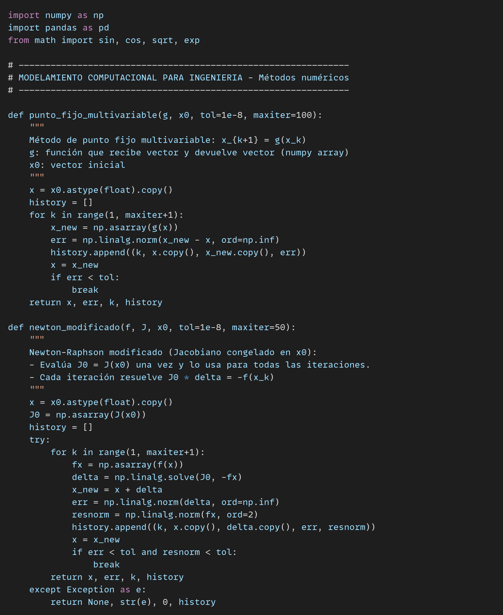 import numpy as np
import pandas as pd
from math import sin, cos, sqrt, exp
# --------------------------------------------------------------
# MODELAMIENTO COMPUTACIONAL PARA INGENIERIA - Métodos numéricos
# --------------------------------------------------------------
def punto_fijo_multivariable(g, x0, tol=1e-8, maxiter=100):
    """
    Método de punto fijo multivariable: x_{k+1} = g(x_k)
    g: función que recibe vector y devuelve vector (numpy array)
    x0: vector inicial
    """
    x = x0.astype(float).copy()
    history = []
    for k in range(1, maxiter+1):
        x_new = np.asarray(g(x))
        err = np.linalg.norm(x_new - x, ord=np.inf)
        history.append((k, x.copy(), x_new.copy(), err))
        x = x_new
        if err < tol:
            break
    return x, err, k, history
def newton_modificado(f, J, x0, tol=1e-8, maxiter=50):
    """
    Newton-Raphson modificado (Jacobiano congelado en x0):
    - Evalúa J0 = J(x0) una vez y lo usa para todas las iteraciones.
    - Cada iteración resuelve J0 * delta = -f(x_k)
    """
    x = x0.astype(float).copy()
    J0 = np.asarray(J(x0))
    history = []
    try:
        for k in range(1, maxiter+1):
            fx = np.asarray(f(x))
            delta = np.linalg.solve(J0, -fx)
            x_new = x + delta
            err = np.linalg.norm(delta, ord=np.inf)
            resnorm = np.linalg.norm(fx, ord=2)
            history.append((k, x.copy(), delta.copy(), err, resnorm))
            x = x_new
            if err < tol and resnorm < tol:
                break
        return x, err, k, history
    except Exception as e:
        return None, str(e), 0, history